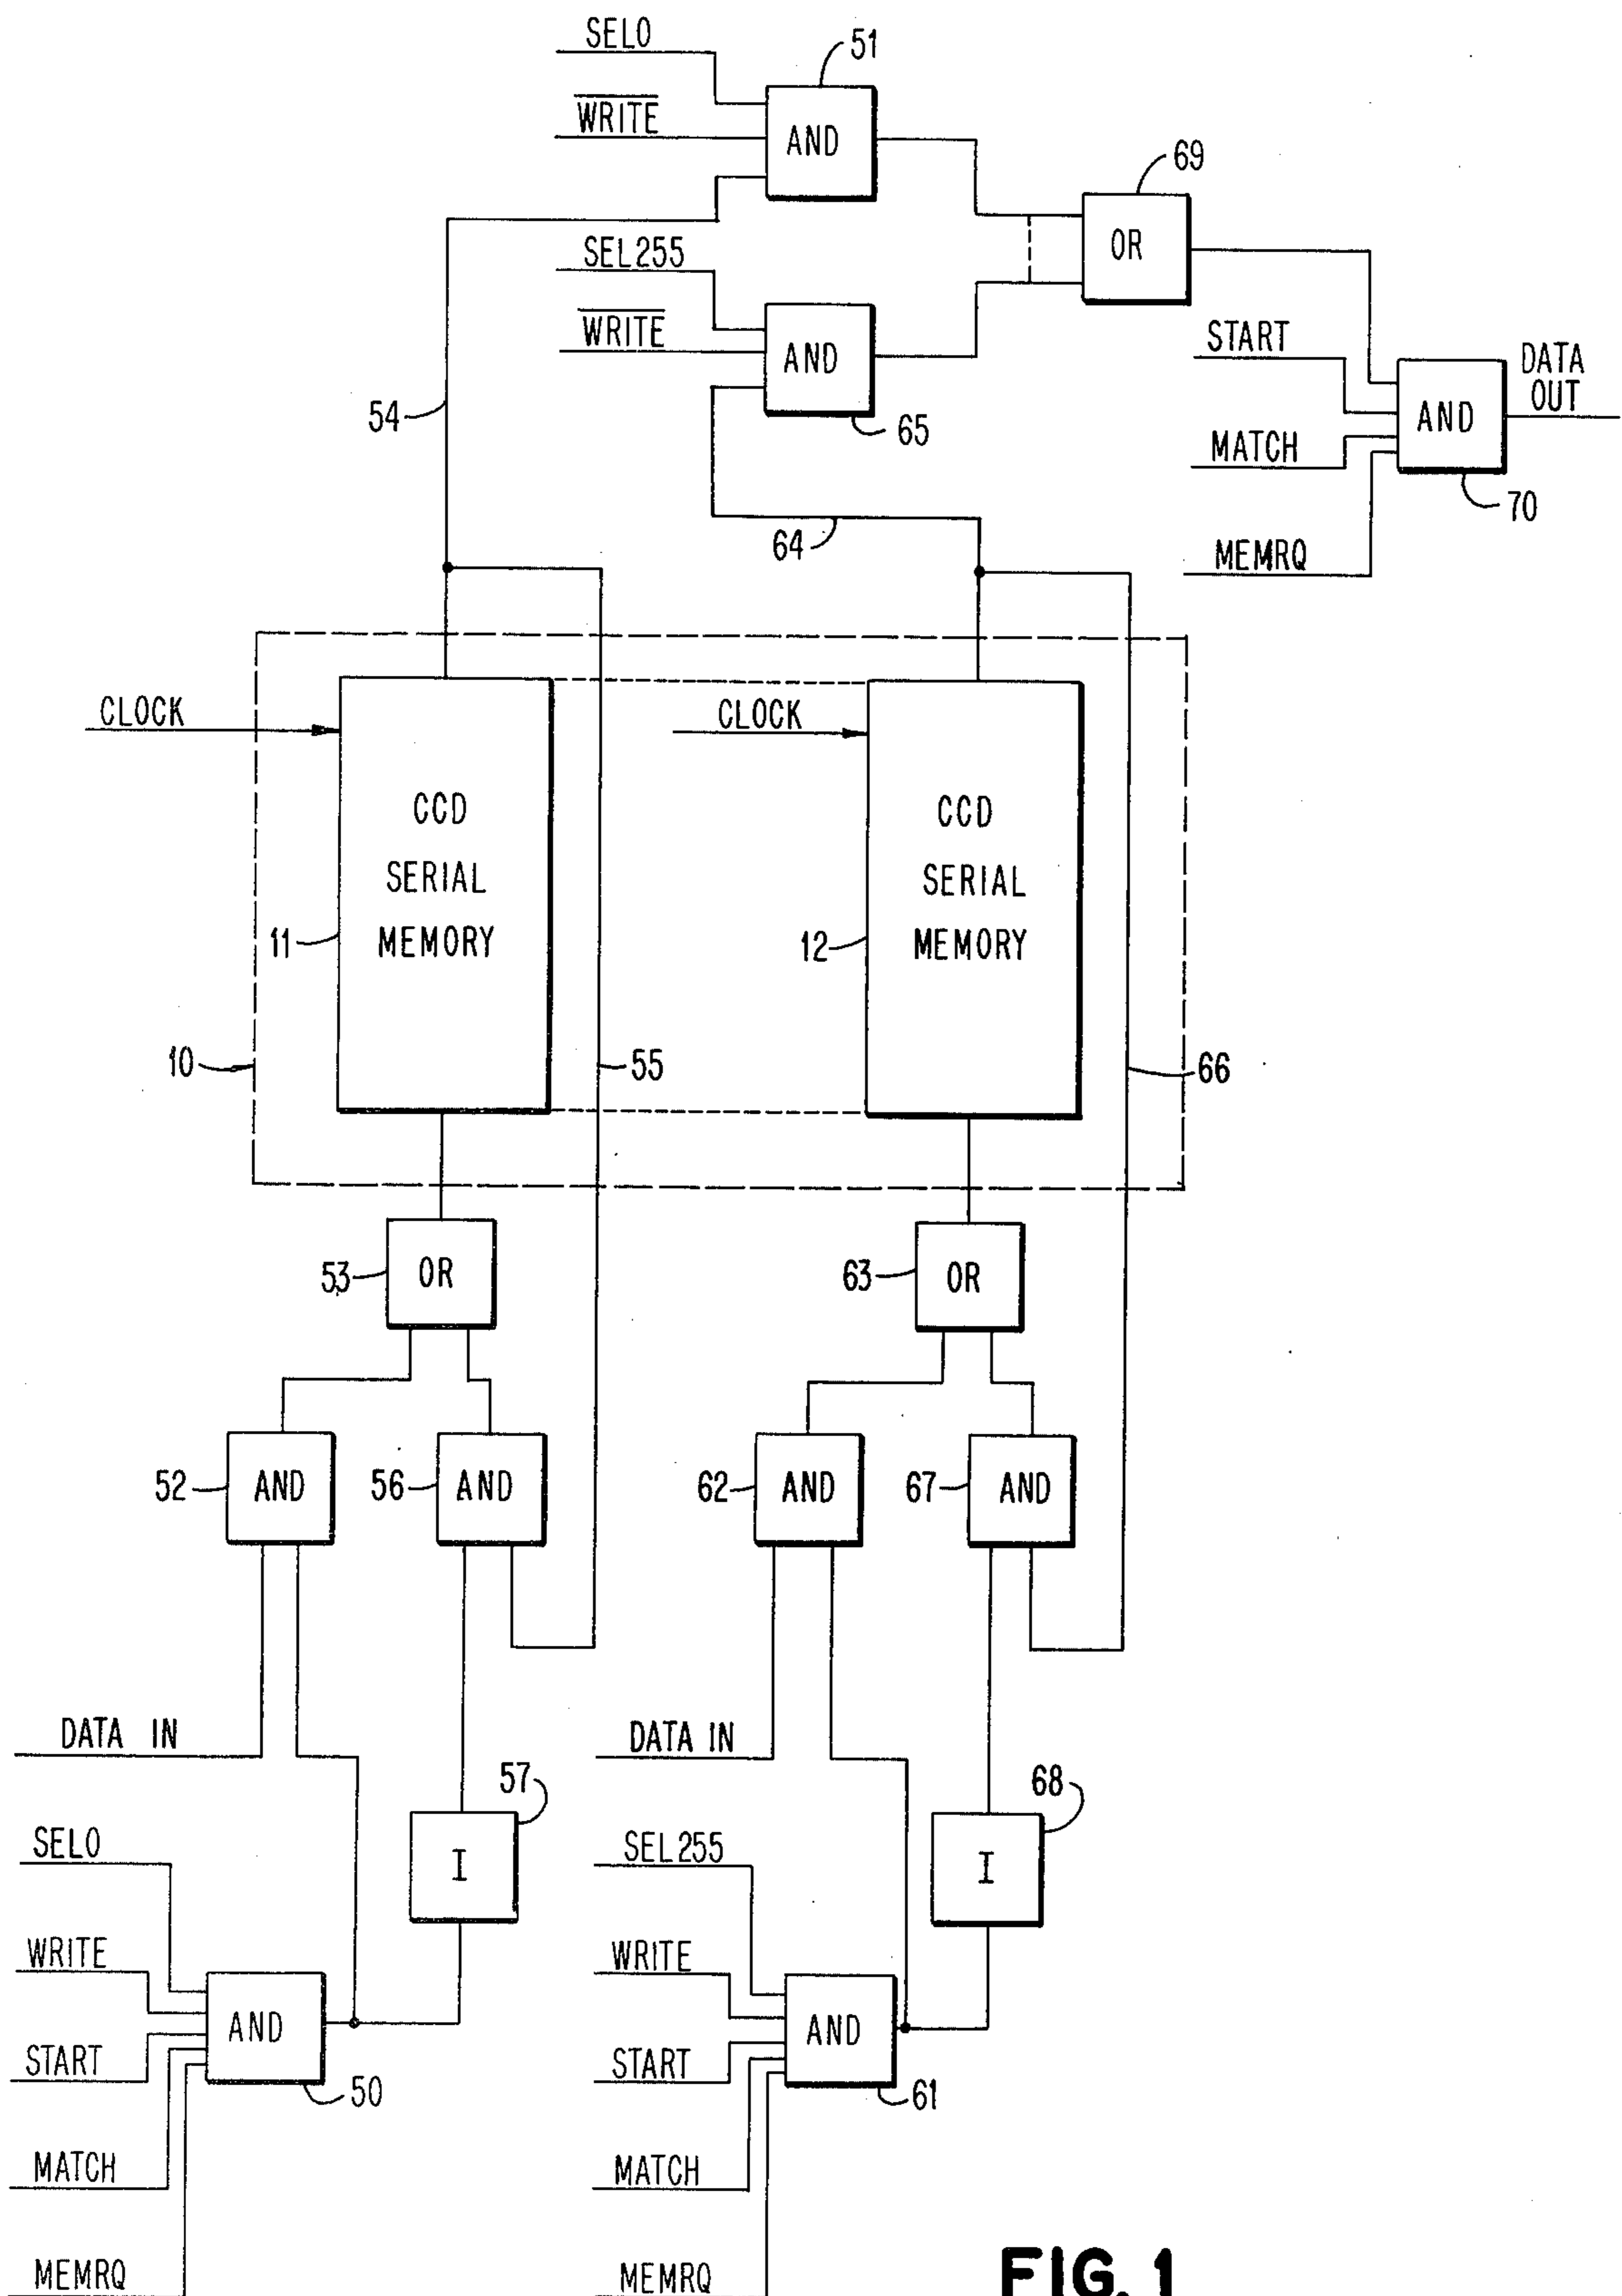 SEL0
51
WRITE
AND
69
OR
SEL255
WRITE
AND
START
DATA
OUT
54
65
AND
MATCH
70
64
MEMRQ
CLOCK
CLOCK
CCD
SERIAL
MEMORY
CCD
SERIAL
MEMORY
11
12
10
55
66
53
OR
63
OR
52
AND
56
AND
62
AND
67
AND
DATA IN
DATA IN
57
68
SEL0
I
SEL255
I
WRITE
WRITE
AND
AND
START
START
50
61
MATCH
MATCH
MEMRQ
MEMRQ
FIG. 1